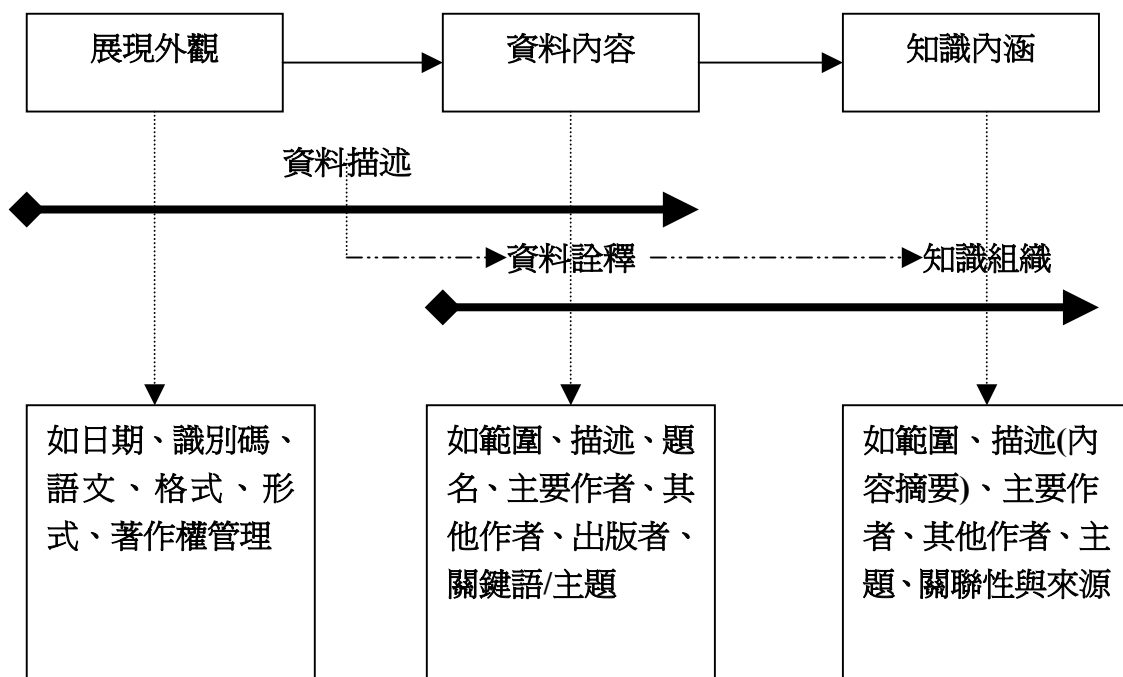 展現外觀
資料內容
知識內涵
資料描述
資料詮釋
知識組織
如日期、識別碼、
語文、格式、形
式、著作權管理
如範圍、描述、題
名、主要作者、其
他作者、出版者、
關鍵語/主題
如範圍、描述(內
容摘要)、主要作
者、其他作者、主
題、關聯性與來源